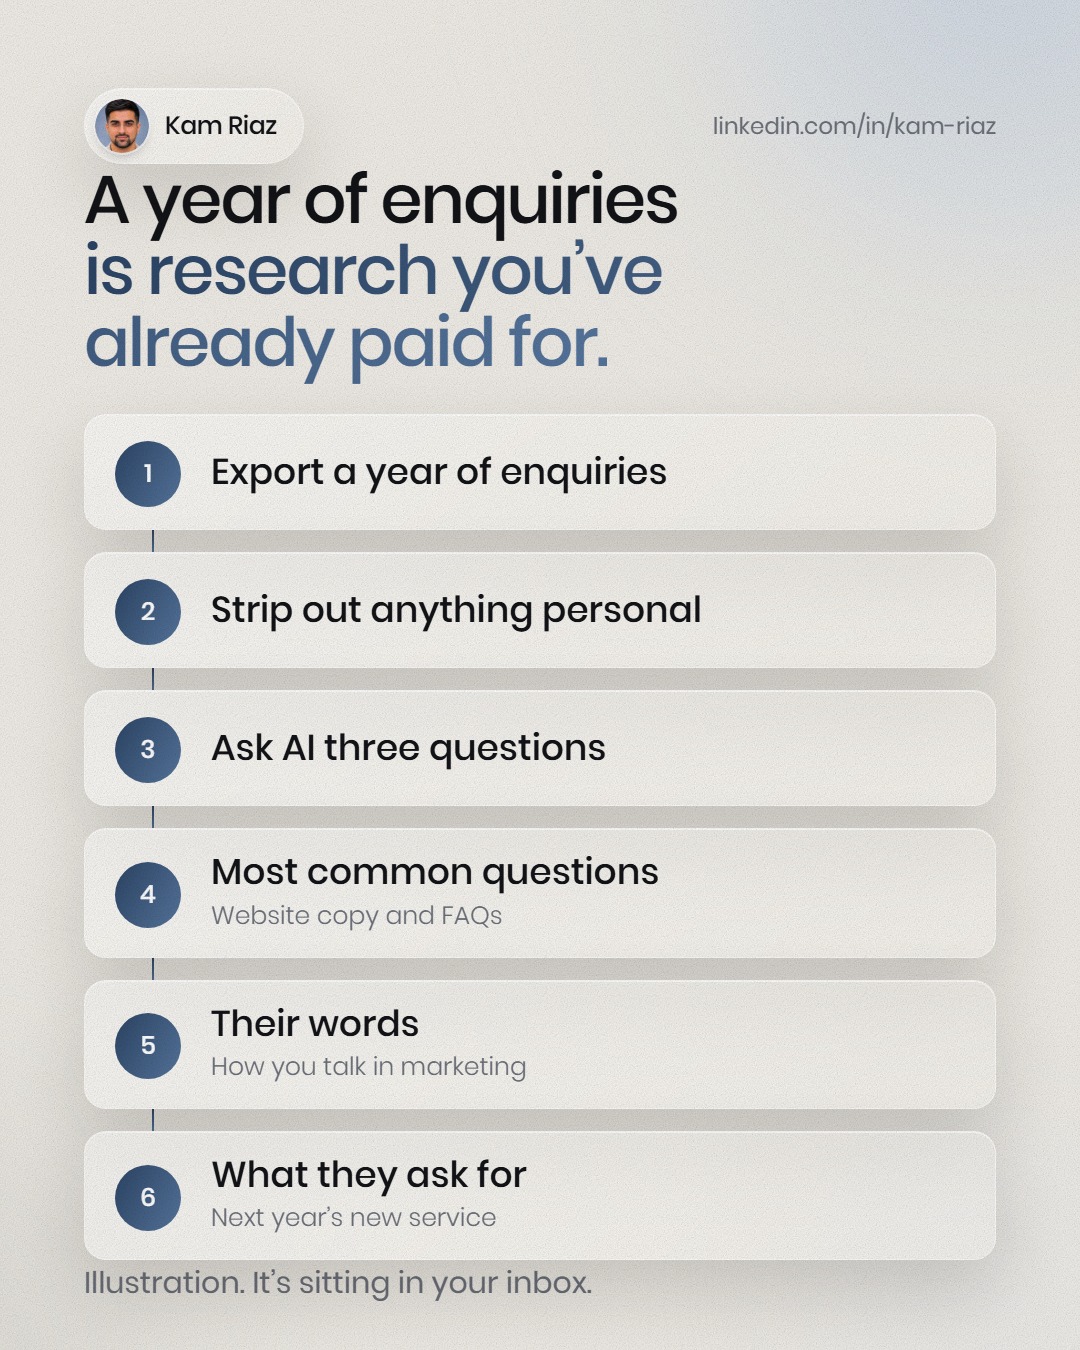 Kam Riaz
linkedin.com/in/kam-riaz
A year of enquiries
is research you’ve
already paid for.
1
Export a year of enquiries
2
Strip out anything personal
3
Ask AI three questions
4
Most common questions
Website copy and FAQs
5
Their words
How you talk in marketing
6
What they ask for
Next year’s new service
Illustration. It’s sitting in your inbox.